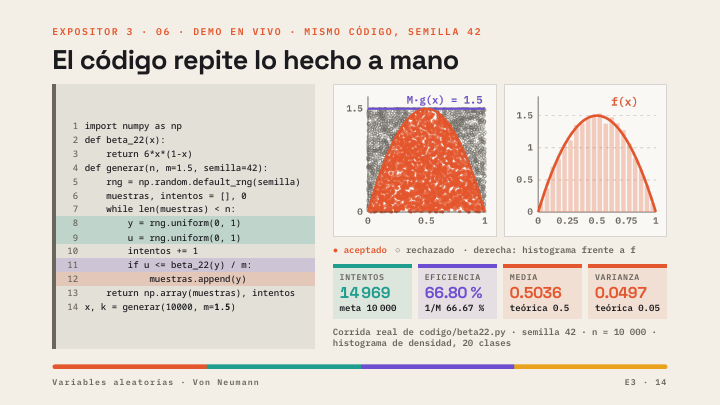 EXPOSITOR 3 · 06 · DEMO EN VIVO · MISMO CÓDIGO, SEMILLA 42
El código repite lo hecho a mano
1 import numpy as np
2 def beta_22(x):
3 return 6*x*(1-x)
4 def generar(n, m=1.5, semilla=42):
5 rng = np.random.default_rng(semilla)
6 muestras, intentos = [], 0
7 while len(muestras) < n:
8 y = rng.uniform(0, 1)
9 u = rng.uniform(0, 1)
10 intentos += 1
11 if u <= beta_22(y) / m:
12 muestras.append(y)
13 return np.array(muestras), intentos
14 x, k = generar(10000, m=1.5)
M·g(x) = 1.5
1.5
0
0 0.5 1
f(x)
1.5
1
0.5
0
0 0.25 0.5 0.75 1
● aceptado ○ rechazado · derecha: histograma frente a f
INTENTOS
14 969
meta 10 000
EFICIENCIA
66.80 %
1/M 66.67 %
MEDIA
0.5036
teórica 0.5
VARIANZA
0.0497
teórica 0.05
Corrida real de codigo/beta22.py · semilla 42 · n = 10 000 ·
histograma de densidad, 20 clases
Variables aleatorias · Von Neumann
E3 · 14